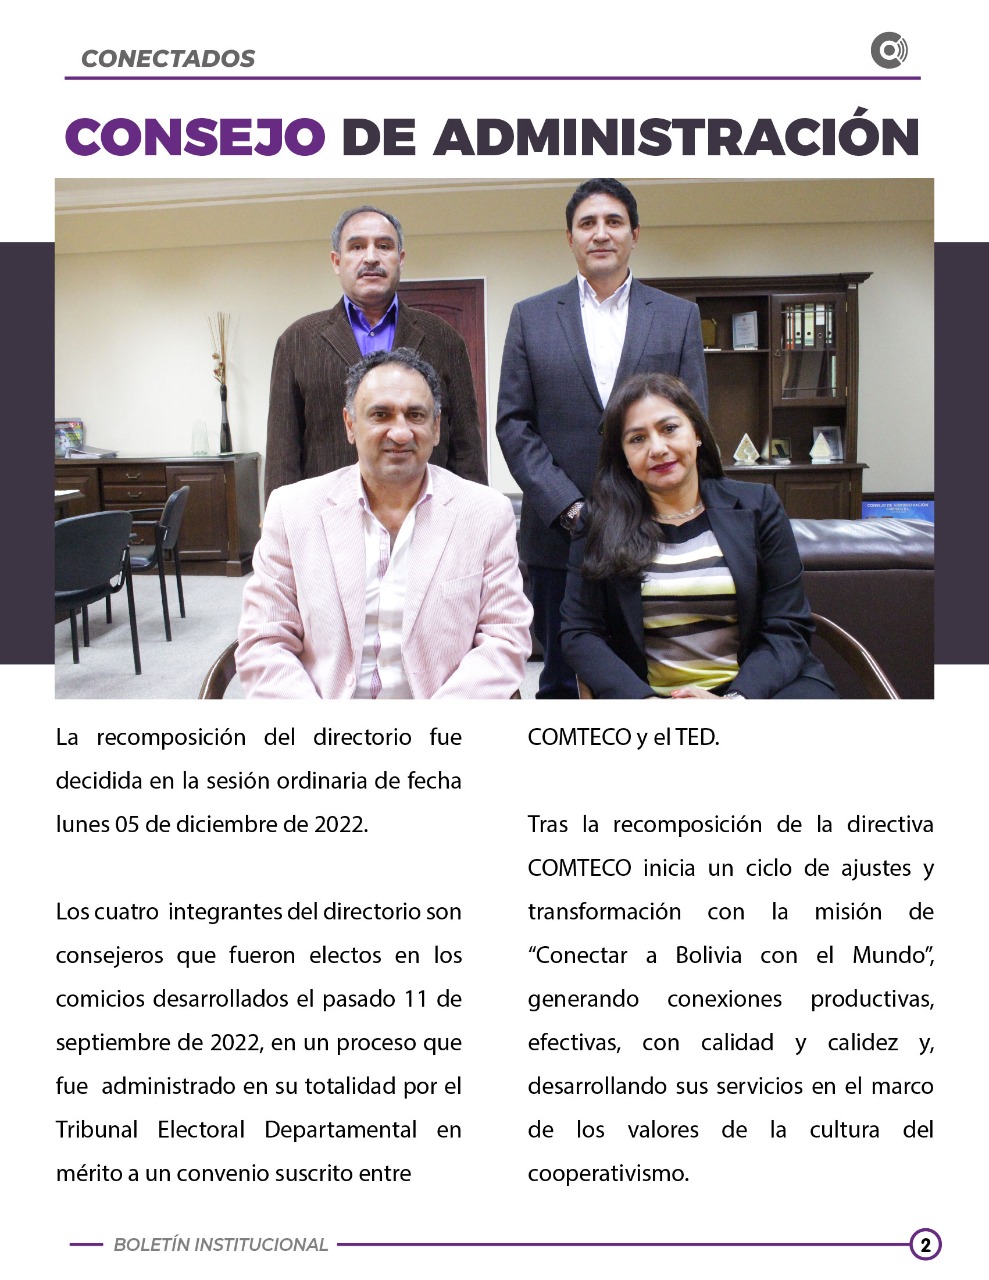 CONECTADOS
CONSEJO DE ADMINISTRACIÓN
CONSEJO DE ADMINISTRACIÓN
La recomposición del directorio fue
decidida en la sesión ordinaria de fecha
lunes 05 de diciembre de 2022.
Los cuatro integrantes del directorio son
consejeros que fueron electos en los
comicios desarrollados el pasado 11 de
septiembre de 2022, en un proceso que
fue administrado en su totalidad por el
Tribunal Electoral Departamental en
mérito a un convenio suscrito entre
COMTECO y el TED.
Tras la recomposición de la directiva
COMTECO inicia un ciclo de ajustes y
transformación con la misión de
“Conectar a Bolivia con el Mundo”,
generando conexiones productivas,
efectivas, con calidad y calidez y,
desarrollando sus servicios en el marco
de los valores de la cultura del
cooperativismo.
BOLETÍN INSTITUCIONAL
2